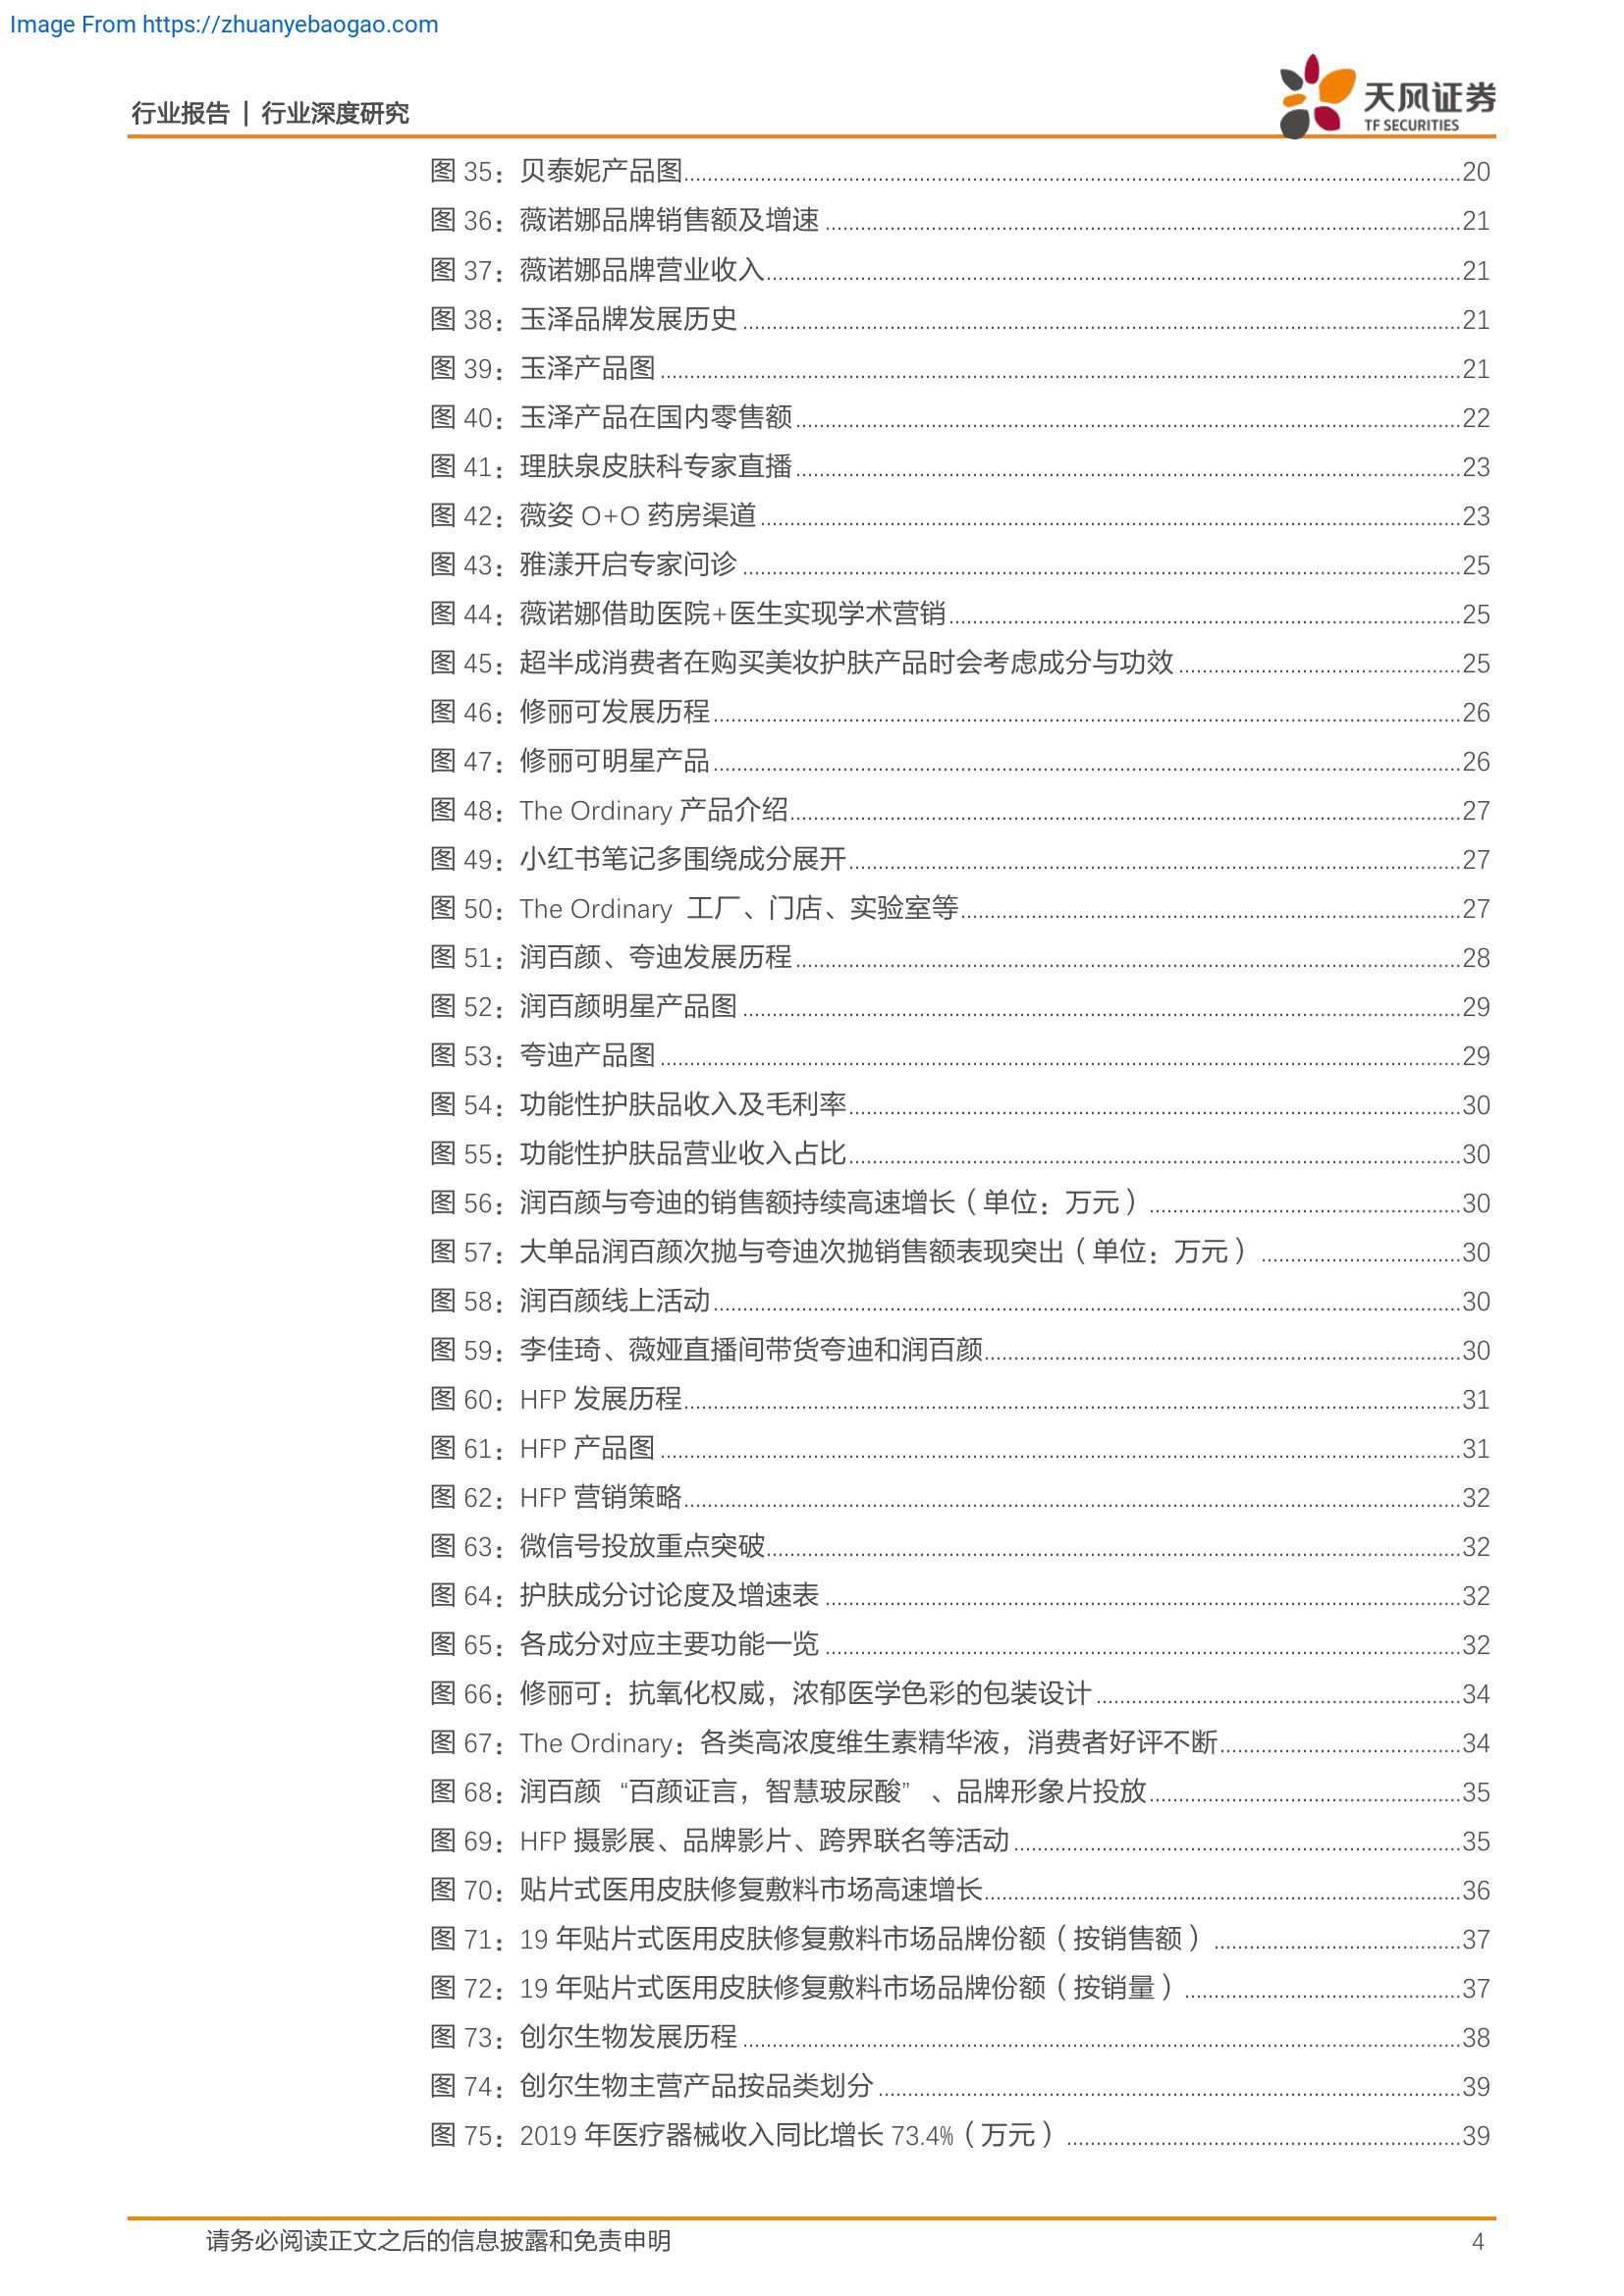 Image From https://zhuanyebaogao.com
行业报告 | 行业深度研究
天风证券
TF SECURITIES
图 35：贝泰妮产品图....................20
图 36：薇诺娜品牌销售额及增速....................21
图 37：薇诺娜品牌营业收入....................21
图 38：玉泽品牌发展历史....................21
图 39：玉泽产品图....................21
图 40：玉泽产品在国内零售额....................22
图 41：理肤泉皮肤科专家直播....................23
图 42：薇姿 O+O 药房渠道....................23
图 43：雅漾开启专家问诊....................25
图 44：薇诺娜借助医院+医生实现学术营销....................25
图 45：超半成消费者在购买美妆护肤产品时会考虑成分与功效....................25
图 46：修丽可发展历程....................26
图 47：修丽可明星产品....................26
图 48：The Ordinary 产品介绍....................27
图 49：小红书笔记多围绕成分展开....................27
图 50：The Ordinary 工厂、门店、实验室等....................27
图 51：润百颜、夸迪发展历程....................28
图 52：润百颜明星产品图....................29
图 53：夸迪产品图....................29
图 54：功能性护肤品收入及毛利率....................30
图 55：功能性护肤品营业收入占比....................30
图 56：润百颜与夸迪的销售额持续高速增长（单位：万元）....................30
图 57：大单品润百颜次抛与夸迪次抛销售额表现突出（单位：万元）....................30
图 58：润百颜线上活动....................30
图 59：李佳琦、薇娅直播间带货夸迪和润百颜....................30
图 60：HFP 发展历程....................31
图 61：HFP 产品图....................31
图 62：HFP 营销策略....................32
图 63：微信号投放重点突破....................32
图 64：护肤成分讨论度及增速表....................32
图 65：各成分对应主要功能一览....................32
图 66：修丽可：抗氧化权威，浓郁医学色彩的包装设计....................34
图 67：The Ordinary：各类高浓度维生素精华液，消费者好评不断....................34
图 68：润百颜 “百颜证言，智慧玻尿酸” 、品牌形象片投放....................35
图 69：HFP 摄影展、品牌影片、跨界联名等活动....................35
图 70：贴片式医用皮肤修复敷料市场高速增长....................36
图 71：19 年贴片式医用皮肤修复敷料市场品牌份额（按销售额）....................37
图 72：19 年贴片式医用皮肤修复敷料市场品牌份额（按销量）....................37
图 73：创尔生物发展历程....................38
图 74：创尔生物主营产品按品类划分....................39
图 75：2019 年医疗器械收入同比增长 73.4%（万元）....................39
请务必阅读正文之后的信息披露和免责申明 4